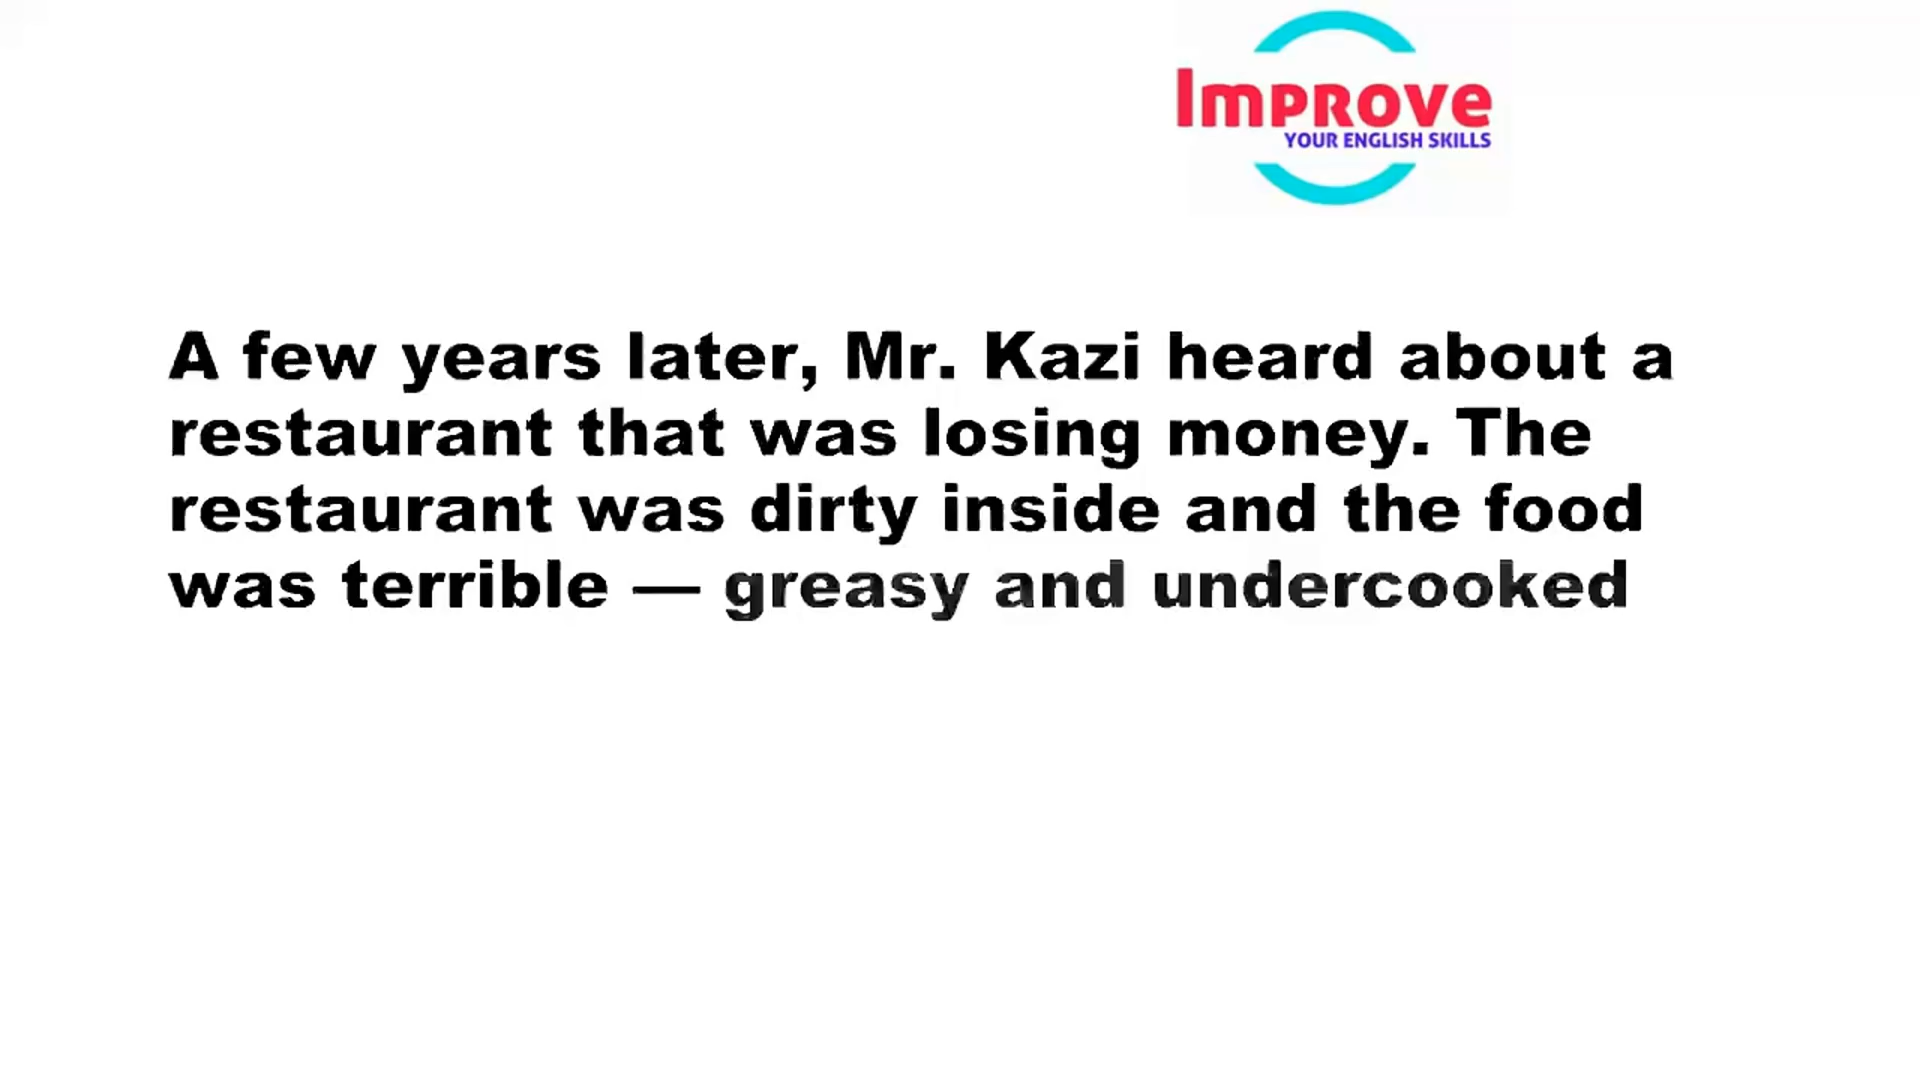 Improve
YOUR ENGLISH SKILLS
A few years later, Mr. Kazi heard about a
restaurant that was losing money. The
restaurant was dirty inside and the food
was terrible — greasy and undercooked